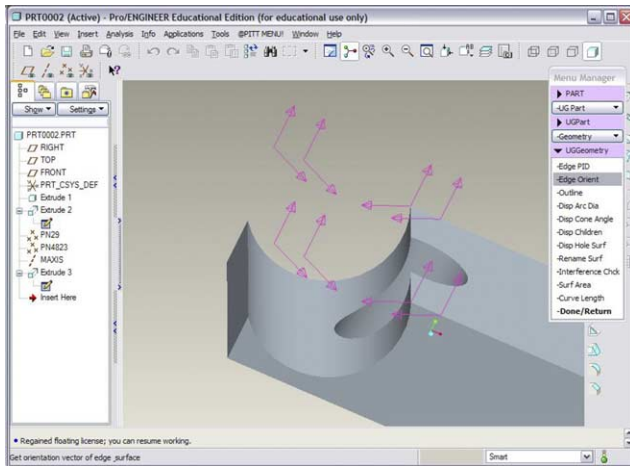 PRT0002 (Active) - Pro/ENGINEER Educational Edition (for educational use only)
File Edit View Insert Analysis Info Applications Tools @PITT MENU! Window Help
Show Settings
PRT0002.PRT
RIGHT
TOP
FRONT
PRT_CSYS_DEF
Extrude 1
Extrude 2
PN29
PN4823
MAXIS
Extrude 3
Insert Here
Menu Manager
PART
-UG Part
UGPart
-Geometry
UGGeometry
-Edge PID
-Edge Orient
-Outline
-Disp Arc Dia
-Disp Cone Angle
-Disp Children
-Disp Hole Surf
-Rename Surf
-Interference Chck
-Surf Area
-Curve Length
-Done/Return
• Regained floating license; you can resume working.
Get orientation vector of edge_surface
Smart